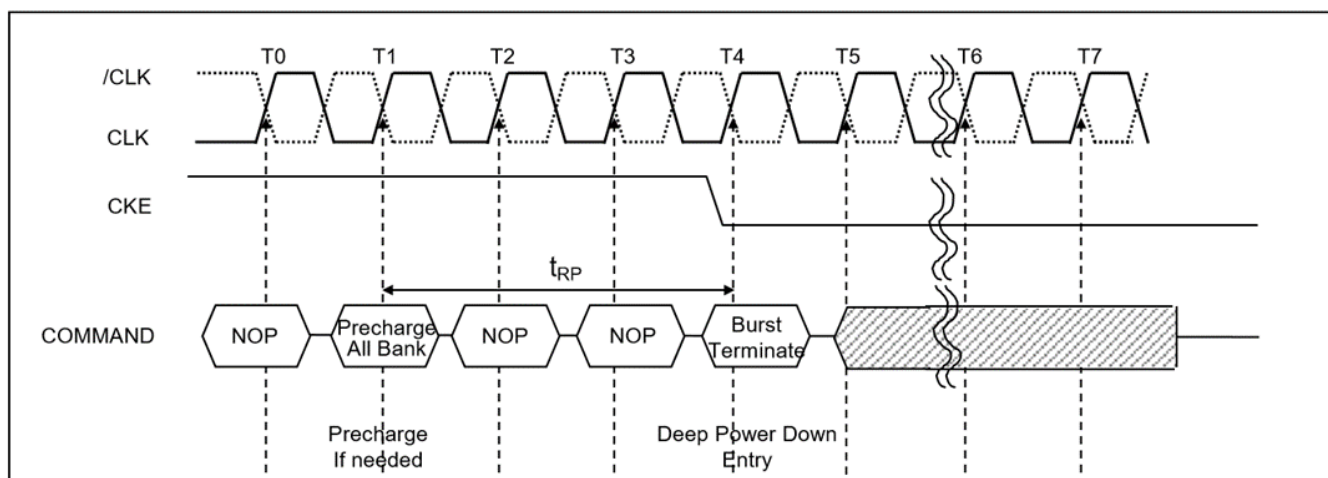 T0 T1 T2 T3 T4 T5 T6 T7
/CLK
CLK
CKE
tRP
COMMAND
NOP
Precharge
All Bank
NOP
NOP
Burst
Terminate
Precharge
If needed
Deep Power Down
Entry